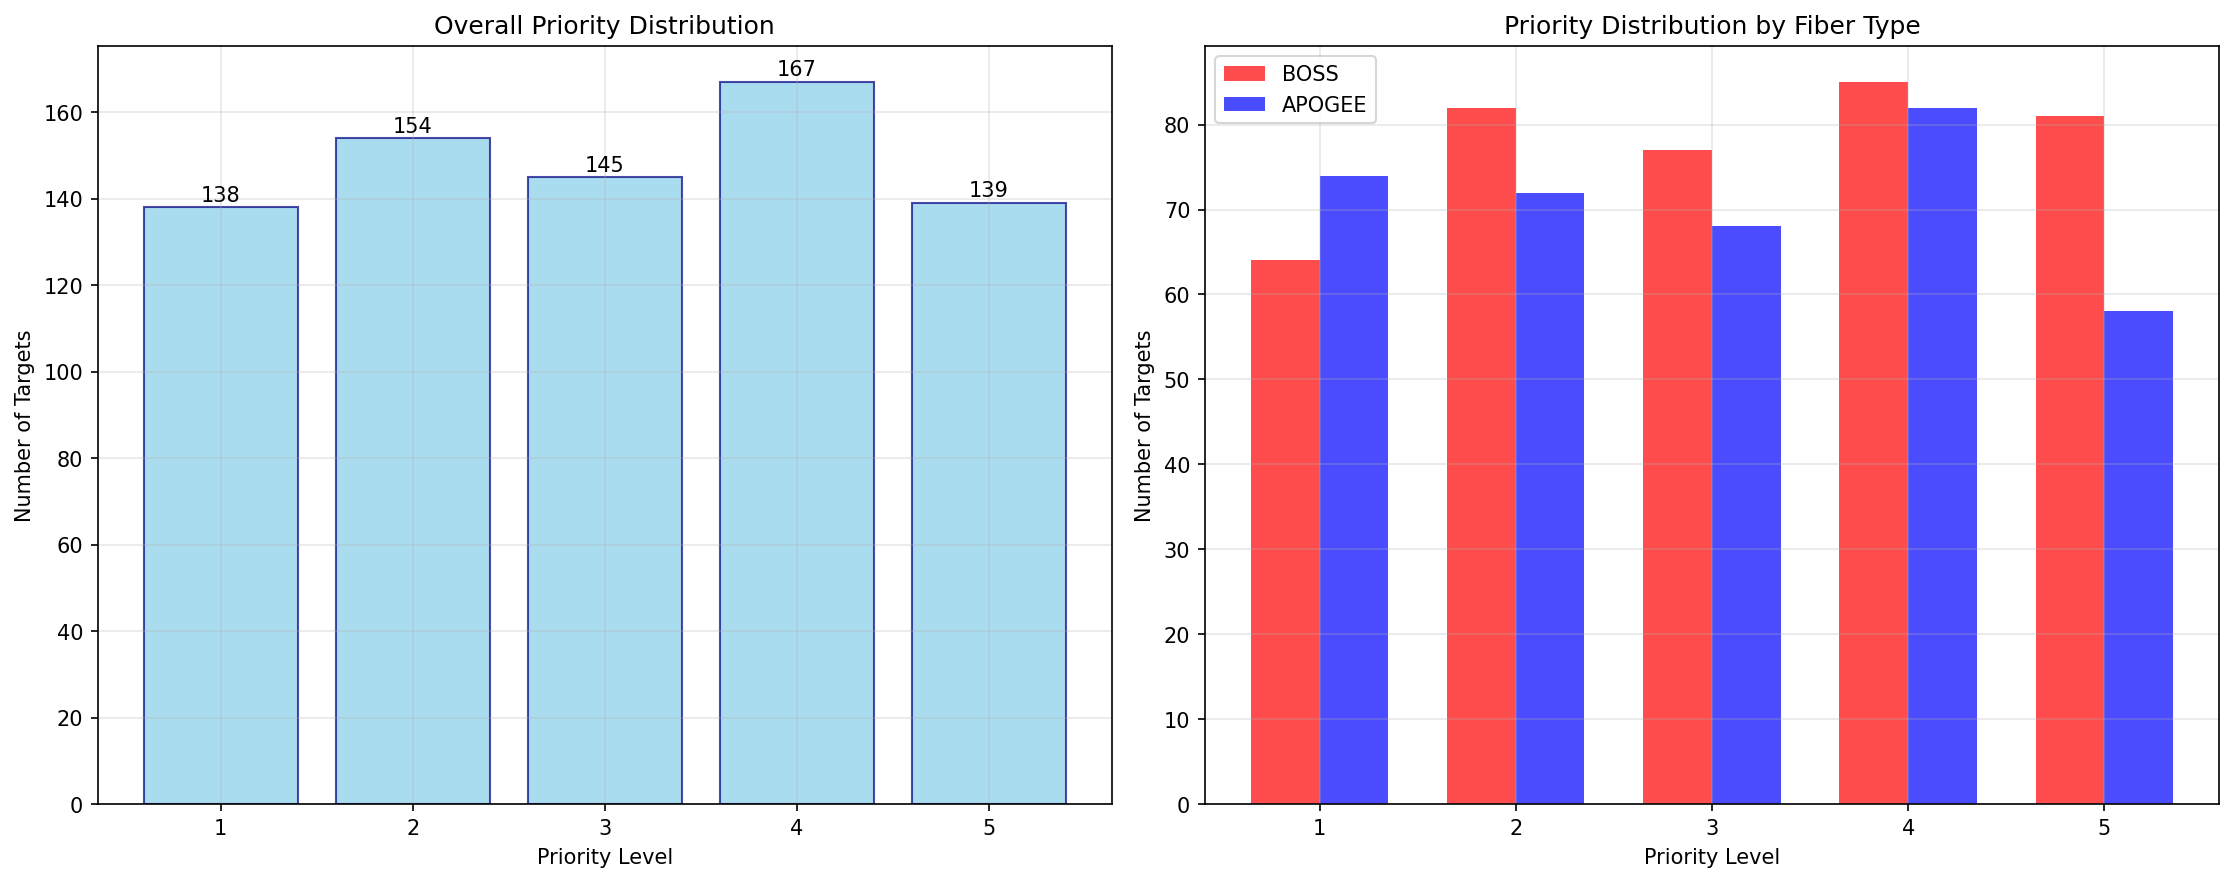 Overall Priority Distribution
Number of Targets
160
140
120
100
80
60
40
20
0
138
154
145
167
139
1 2 3 4 5
Priority Level
Priority Distribution by Fiber Type
BOSS
APOGEE
Number of Targets
80
70
60
50
40
30
20
10
0
1 2 3 4 5
Priority Level